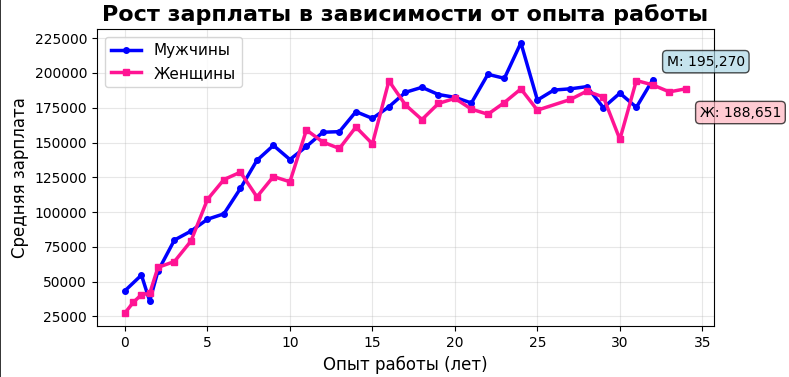 Рост зарплаты в зависимости от опыта работы
Средняя зарплата
225000
200000
175000
150000
125000
100000
75000
50000
25000
Мужчины
Женщины
М: 195,270
Ж: 188,651
0 5 10 15 20 25 30 35
Опыт работы (лет)